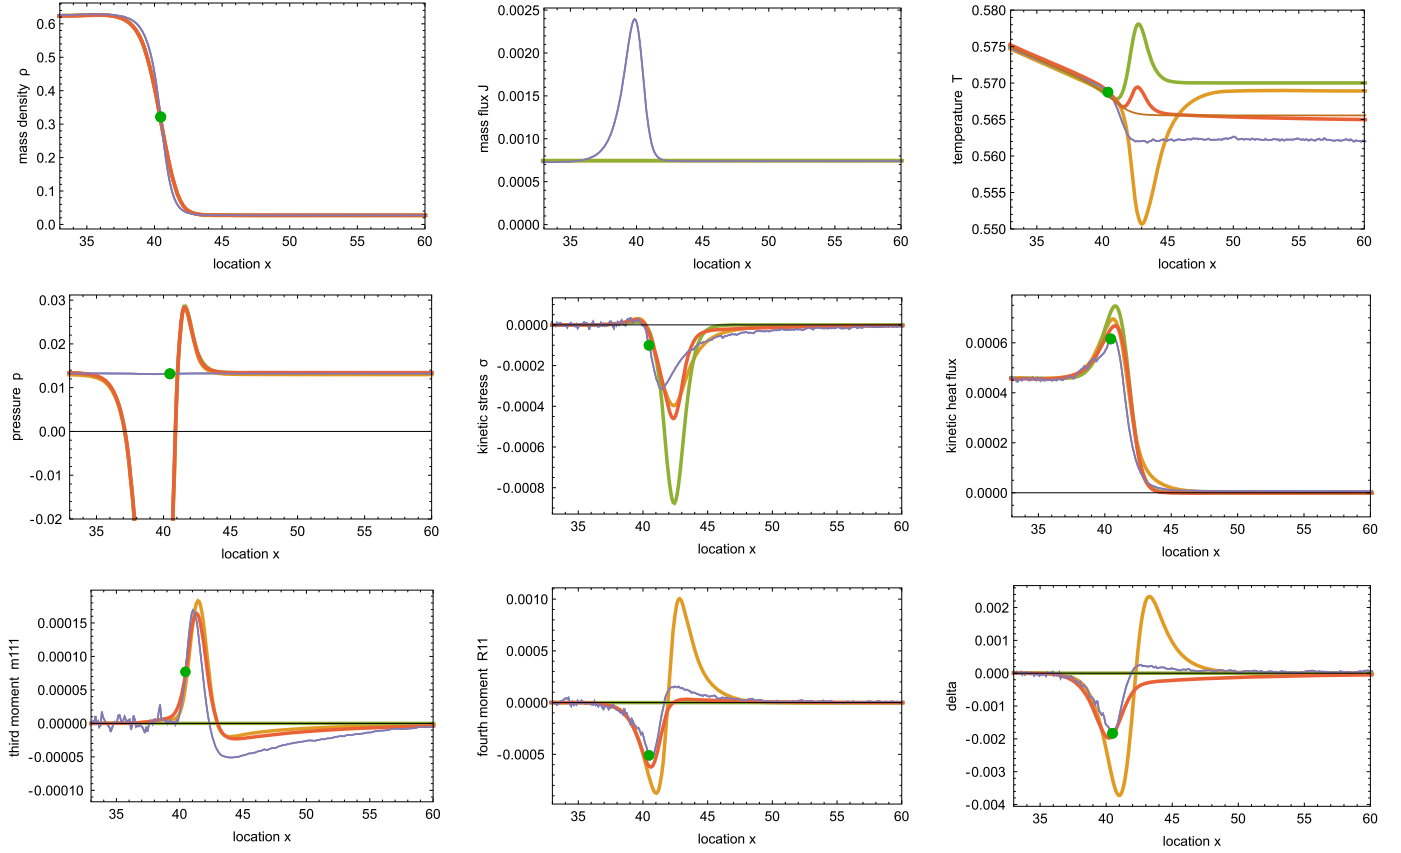 mass density ρ
0.6
0.5
0.4
0.3
0.2
0.1
0.0
35 40 45 50 55 60
location x
mass flux J
0.0025
0.0020
0.0015
0.0010
0.0005
0.0000
35 40 45 50 55 60
location x
temperature T
0.580
0.575
0.570
0.565
0.560
0.555
0.550
35 40 45 50 55 60
location x
pressure p
0.03
0.02
0.01
0.00
-0.01
-0.02
35 40 45 50 55 60
location x
kinetic stress σ
0.0000
-0.0002
-0.0004
-0.0006
-0.0008
35 40 45 50 55 60
location x
kinetic heat flux
0.0006
0.0004
0.0002
0.0000
35 40 45 50 55 60
location x
third moment m111
0.00015
0.00010
0.00005
0.00000
-0.00005
-0.00010
35 40 45 50 55 60
location x
fourth moment R11
0.0010
0.0005
0.0000
-0.0005
35 40 45 50 55 60
location x
delta
0.002
0.001
0.000
-0.001
-0.002
-0.003
-0.004
35 40 45 50 55 60
location x